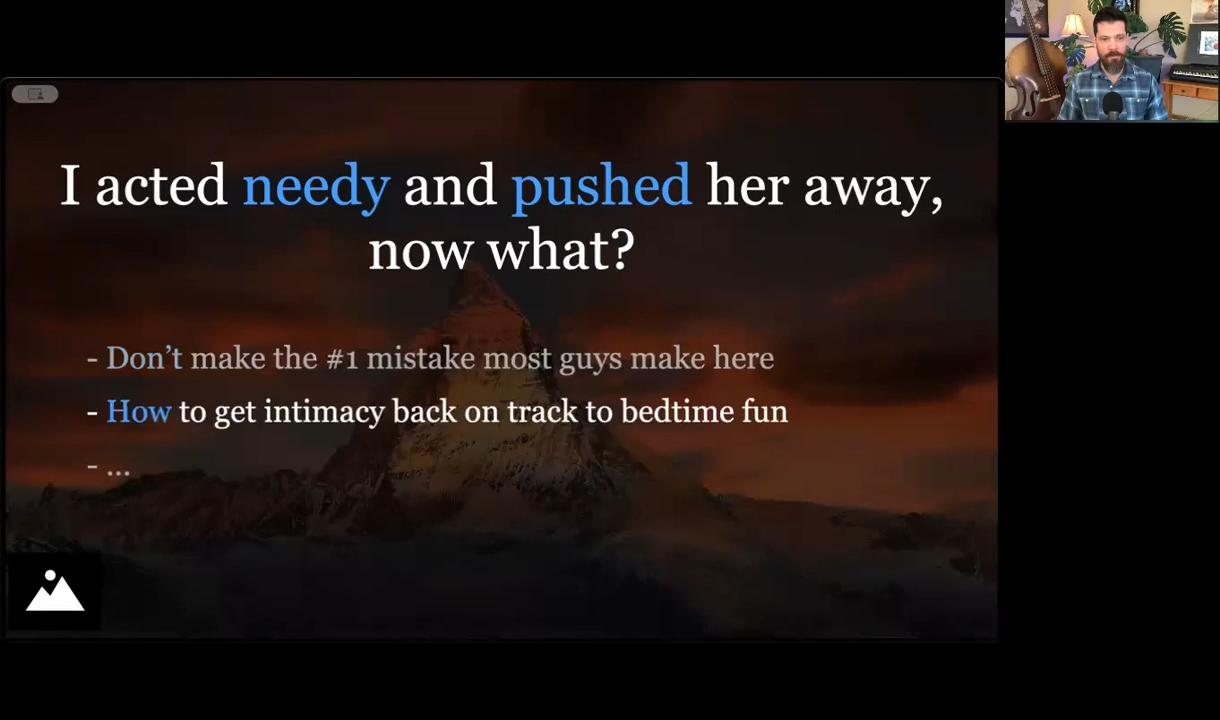 I acted needy and pushed her away,
now what?
- Don’t make the #1 mistake most guys make here
- How to get intimacy back on track to bedtime fun
- ...